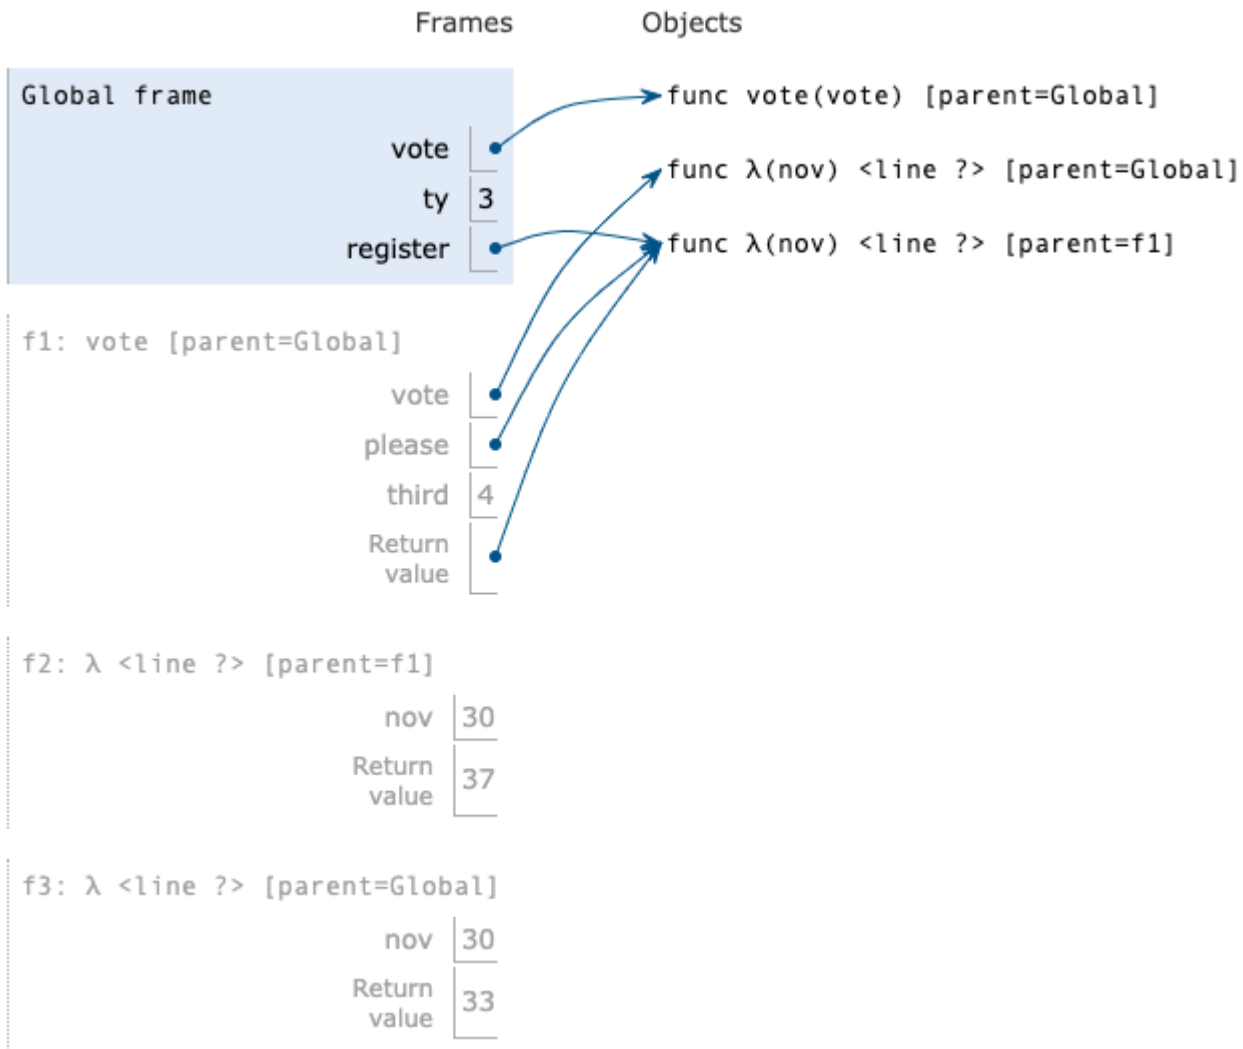 Frames Objects
Global frame
vote
ty 3
register
func vote(vote) [parent=Global]
func λ(nov) <line ?> [parent=Global]
func λ(nov) <line ?> [parent=f1]
f1: vote [parent=Global]
vote
please
third 4
Return
value
f2: λ <line ?> [parent=f1]
nov 30
Return
value 37
f3: λ <line ?> [parent=Global]
nov 30
Return
value 33